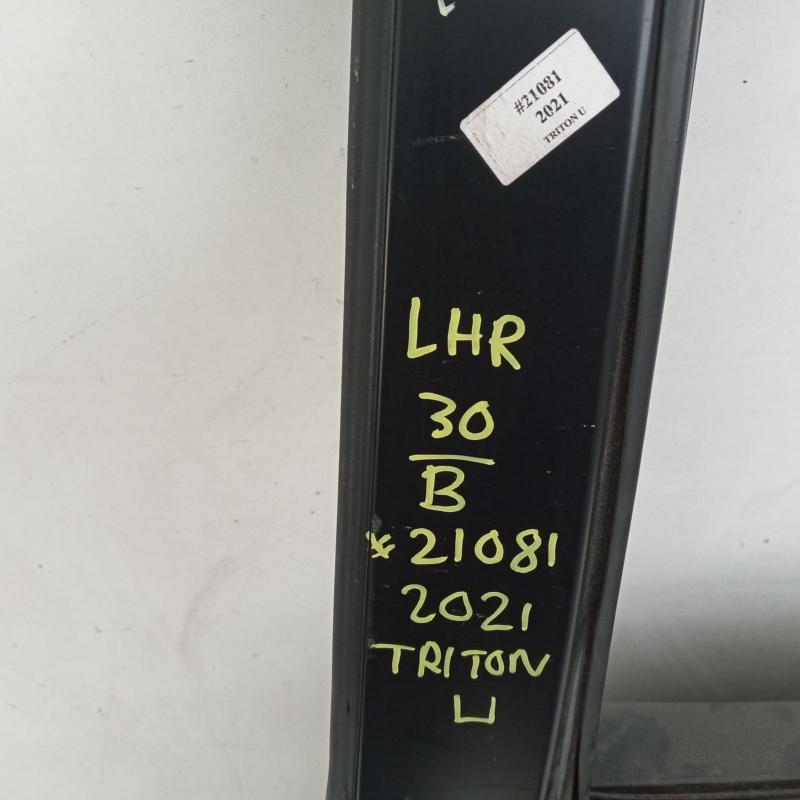 #21081
2021
TRITON U
LHR
30
B
*21081
2021
TRITON
U